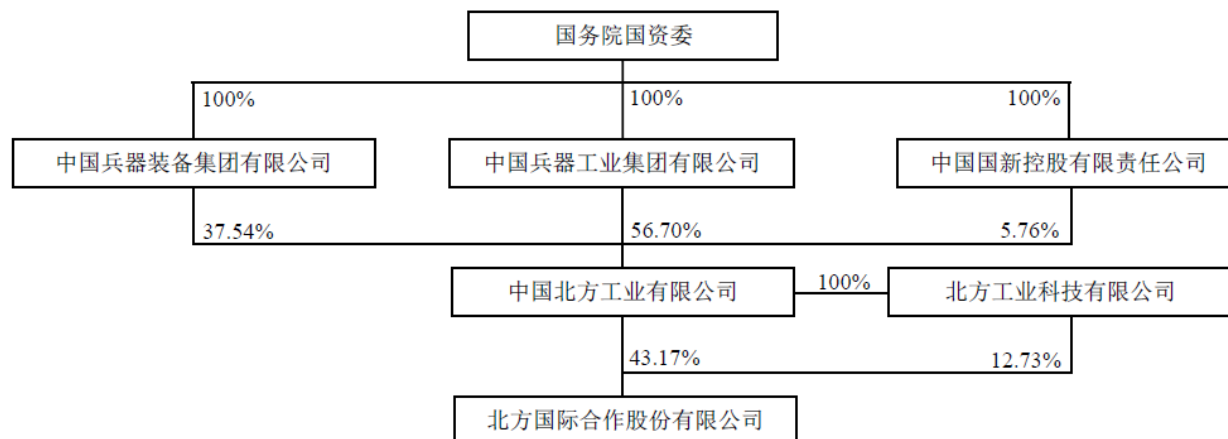 国务院国资委
100%
100%
100%
中国兵器装备集团有限公司
中国兵器工业集团有限公司
中国国新控股有限责任公司
37.54%
56.70%
5.76%
中国北方工业有限公司
100%
北方工业科技有限公司
43.17%
12.73%
北方国际合作股份有限公司